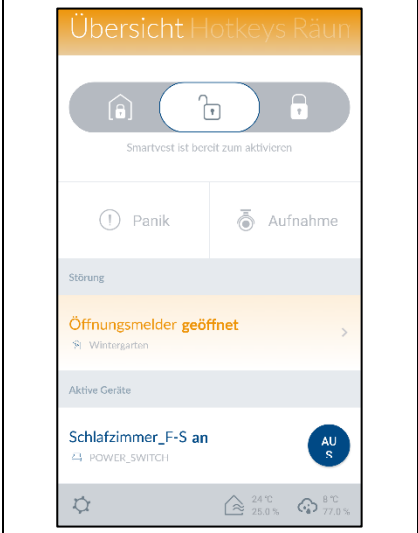 Übersicht Hotkeys Räun
Smartvest ist bereit zum aktivieren
Panik
Aufnahme
Störung
Öffnungsmelder geöffnet
Wintergarten
Aktive Geräte
Schlafzimmer_F-S an
AU
S
POWER_SWITCH
24 °C
25.0 %
8 °C
77.0 %